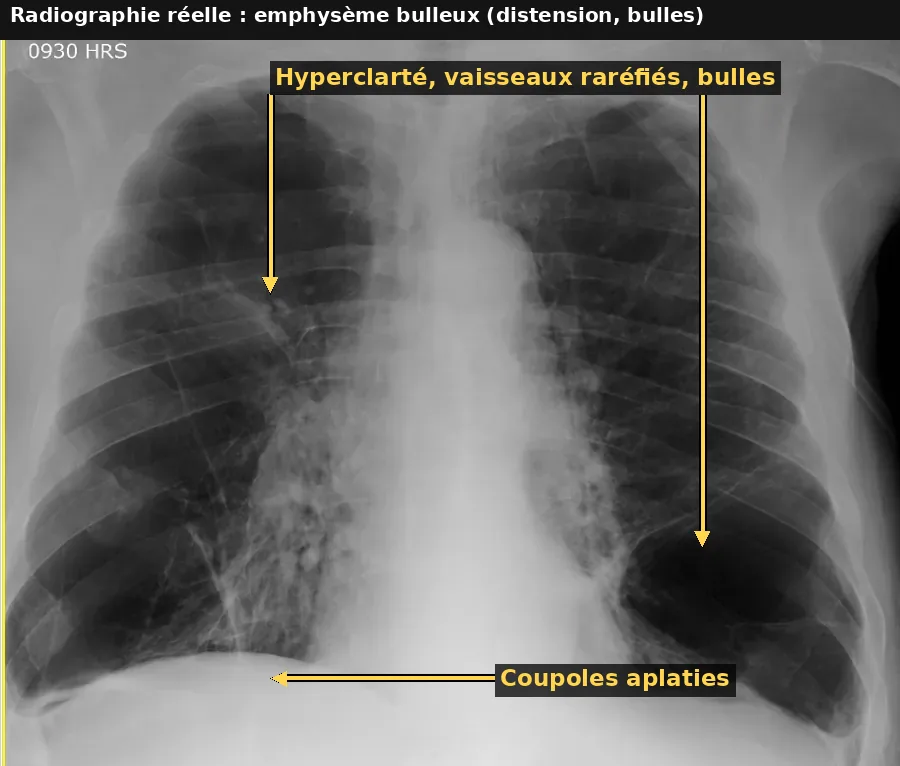 Radiographie réelle : emphysème bulleux (distension, bulles)
0930 HRS
Hyperclarté, vaisseaux raréfiés, bulles
Coupoles aplaties